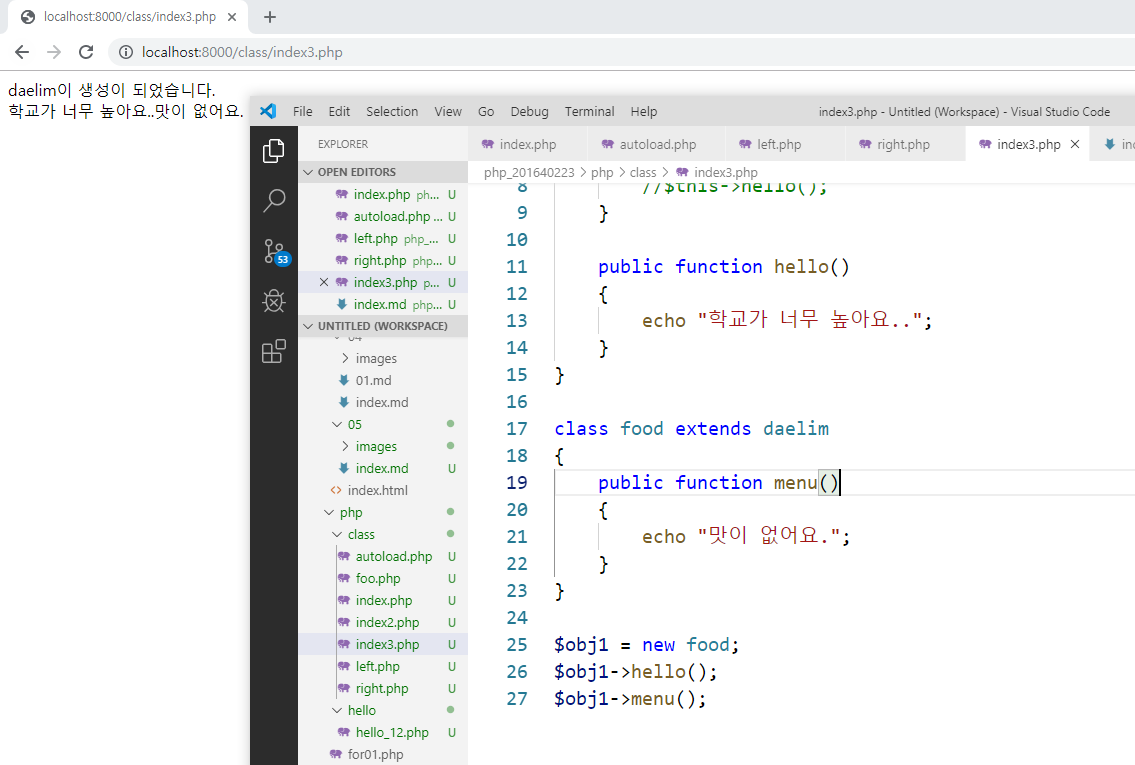 localhost:8000/class/index3.php
localhost:8000/class/index3.php
daelim이 생성이 되었습니다.
학교가 너무 높아요..맛이 없어요.
File Edit Selection View Go Debug Terminal Help
index3.php - Untitled (Workspace) - Visual Studio Code
EXPLORER
OPEN EDITORS
index.php ph... U
autoload.php ... U
left.php php_... U
right.php php... U
index3.php p... U
index.md php... U
53
UNTITLED (WORKSPACE)
04
images
01.md
index.md
05
images
index.md U
index.html
php
class
autoload.php U
foo.php U
index.php U
index2.php U
index3.php U
left.php U
right.php U
hello
hello_12.php U
for01.php
index.php autoload.php left.php right.php index3.php
php_201640223 > php > class > index3.php
8 //$this->hello();
9 }
10
11 public function hello()
12 {
13 echo "학교가 너무 높아요..";
14 }
15 }
16
17 class food extends daelim
18 {
19 public function menu()
20 {
21 echo "맛이 없어요.";
22 }
23 }
24
25 $obj1 = new food;
26 $obj1->hello();
27 $obj1->menu();